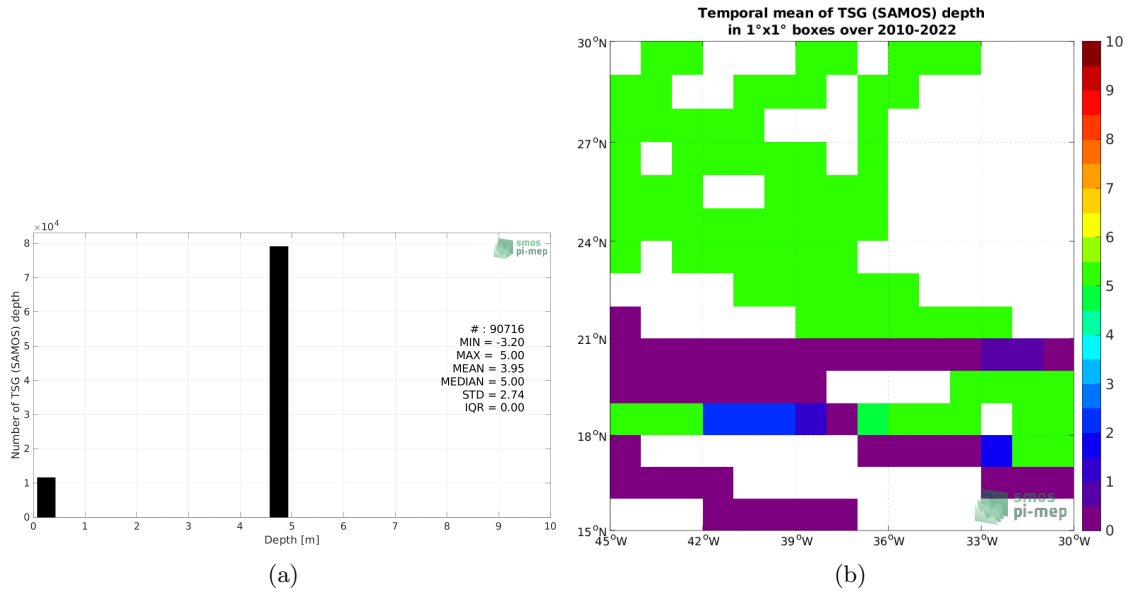 ×10⁴
8
7
6
5
4
3
2
1
0
Number of TSG (SAMOS) depth
smos
pi-mep
# : 90716
MIN = -3.20
MAX = 5.00
MEAN = 3.95
MEDIAN = 5.00
STD = 2.74
IQR = 0.00
0 1 2 3 4 5 6 7 8 9 10
Depth [m]
(a)
Temporal mean of TSG (SAMOS) depth
in 1°x1° boxes over 2010-2022
30°N
27°N
24°N
21°N
18°N
15°N
45°W 42°W 39°W 36°W 33°W 30°W
smos
pi-mep
10
9
8
7
6
5
4
3
2
1
0
(b)